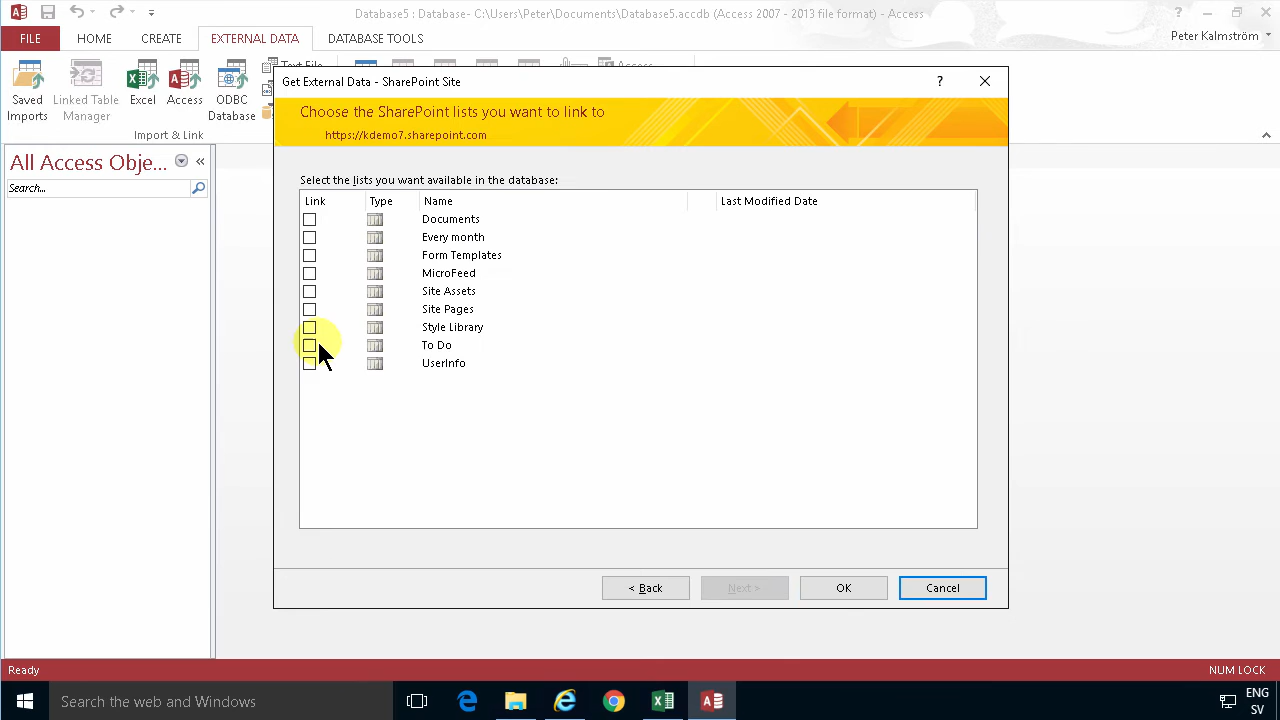 Database5 : Database- C:\Users\Peter\Documents\Database5.accdb (Access 2007 - 2013 file format) - Access
FILE HOME CREATE EXTERNAL DATA DATABASE TOOLS
Peter Kalmström
Saved Imports
Linked Table Manager
Excel
Access
ODBC Database
Text File
Access
Import & Link
Get External Data - SharePoint Site
Choose the SharePoint lists you want to link to
https://kdemo7.sharepoint.com
All Access Obje...
Search...
Select the lists you want available in the database:
Link Type Name Last Modified Date
Documents
Every month
Form Templates
MicroFeed
Site Assets
Site Pages
Style Library
To Do
UserInfo
< Back Next > OK Cancel
Ready
NUM LOCK
Search the web and Windows
ENG
SV